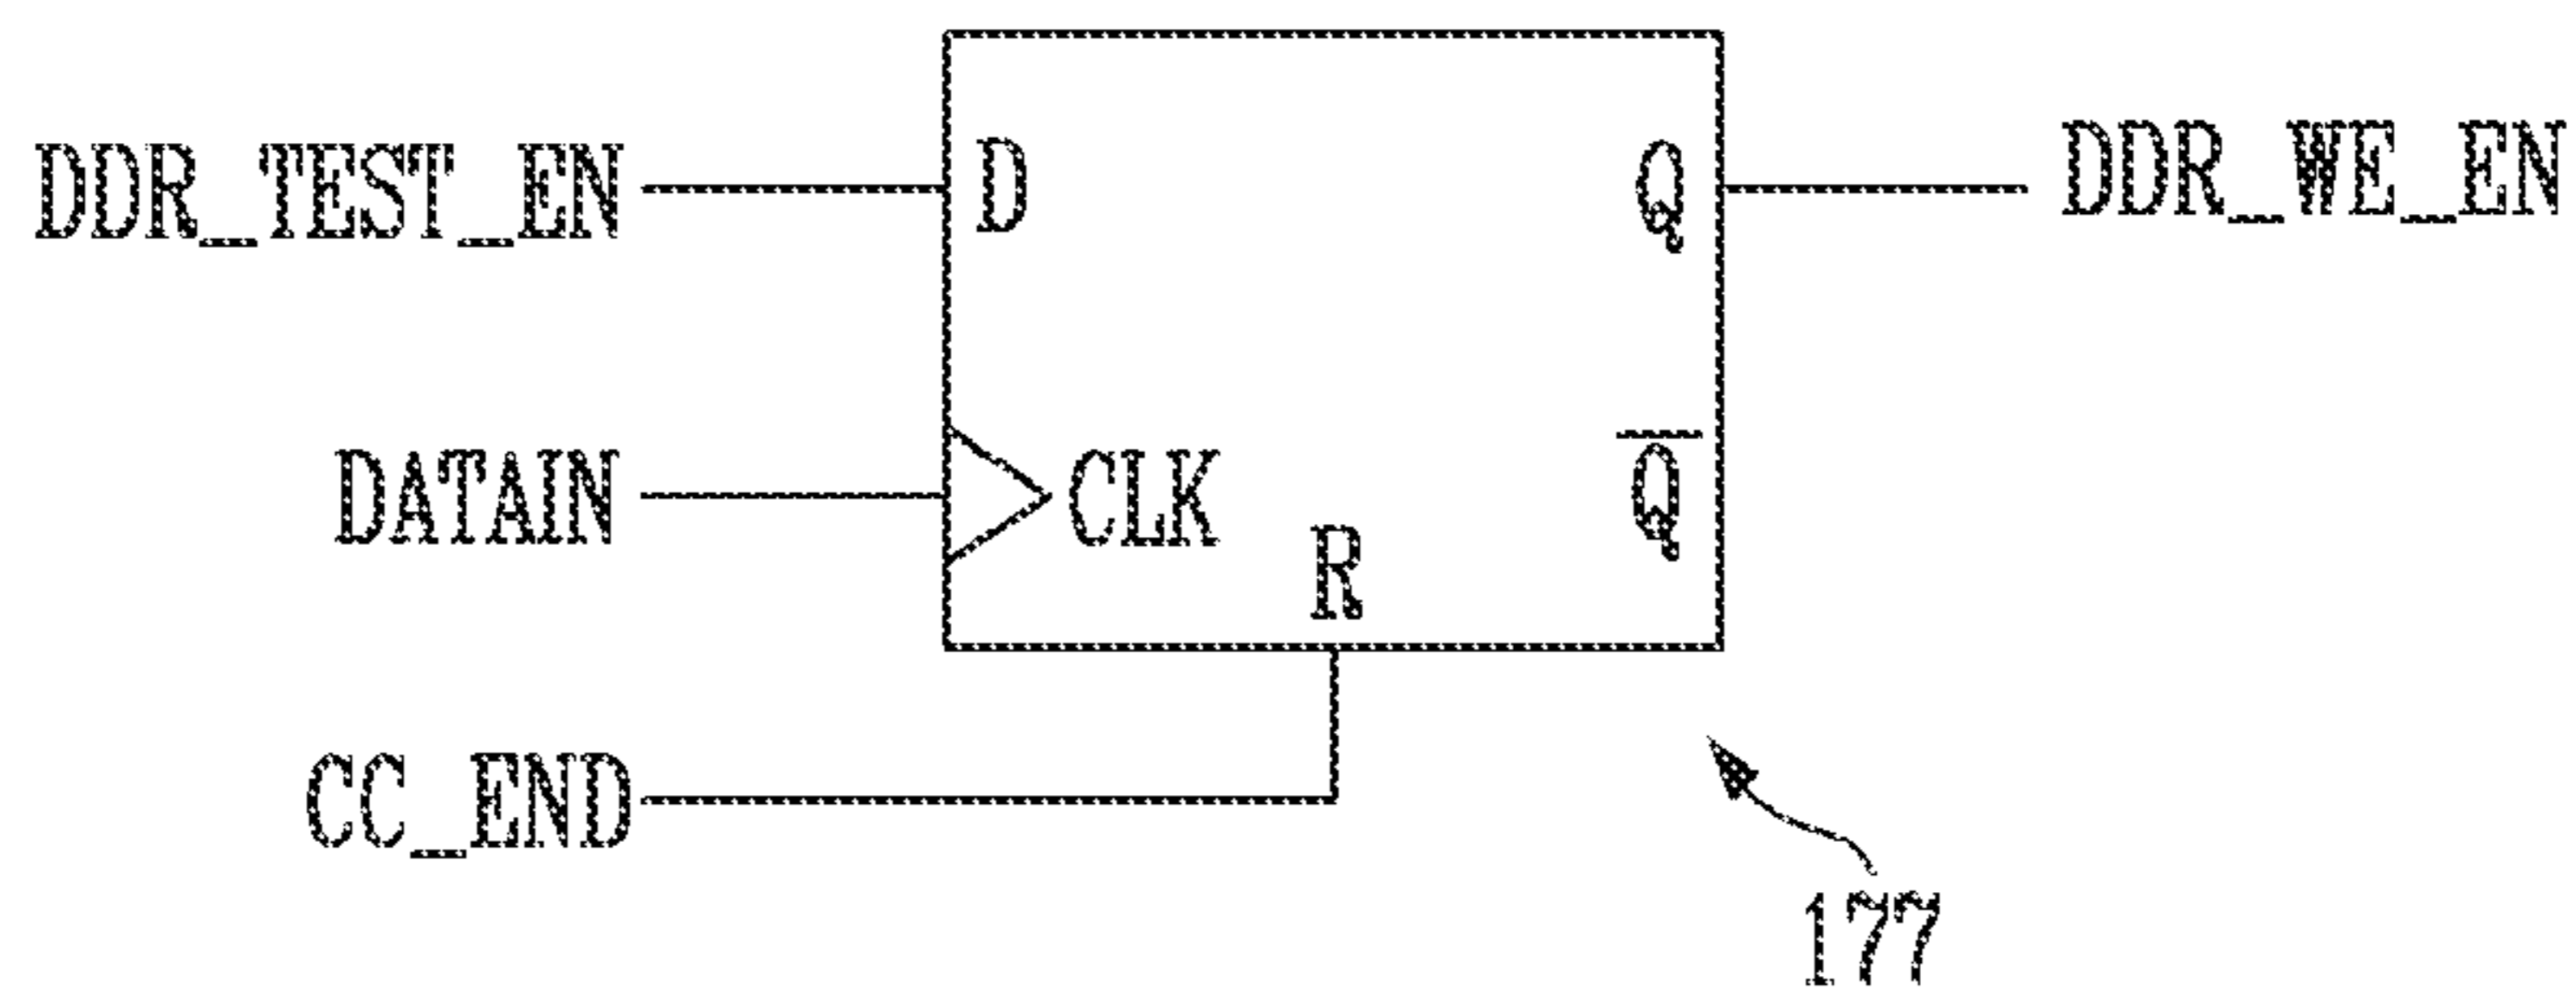 DDR_TEST_EN D Q DDR_WE_EN
DATAIN CLK Q̅
R
CC_END
177